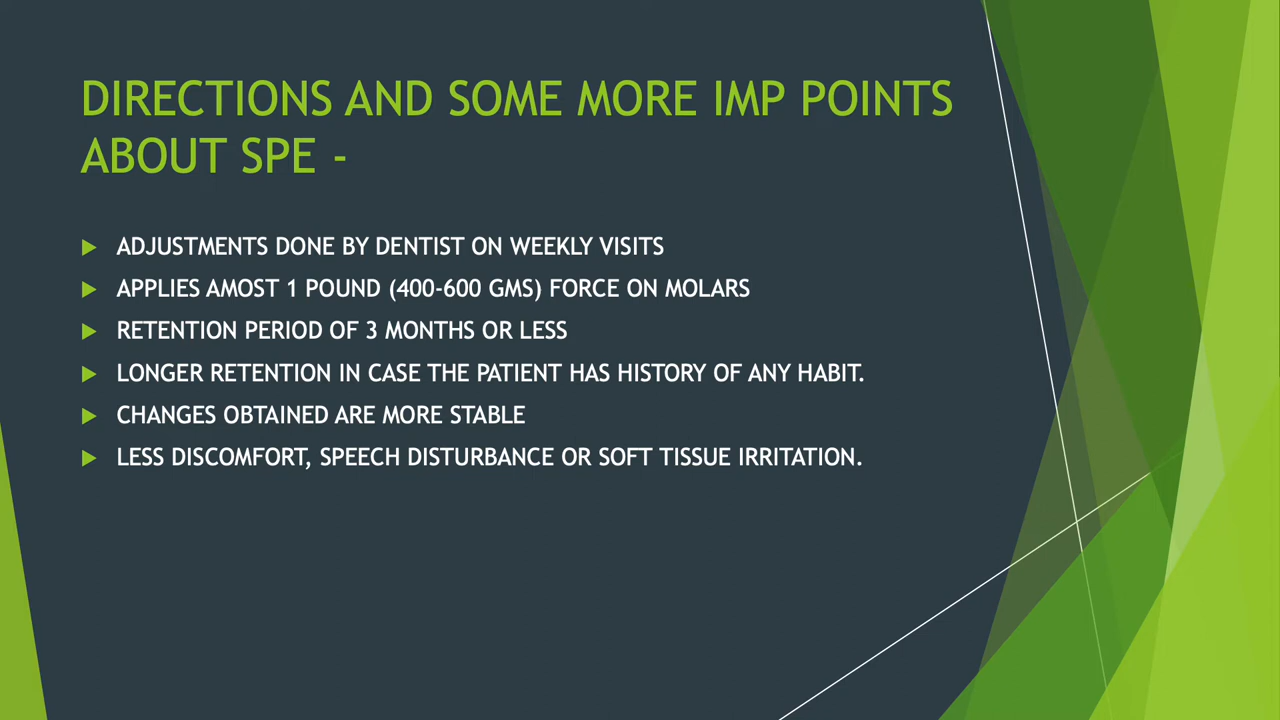 DIRECTIONS AND SOME MORE IMP POINTS
ABOUT SPE -
ADJUSTMENTS DONE BY DENTIST ON WEEKLY VISITS
APPLIES AMOST 1 POUND (400-600 GMS) FORCE ON MOLARS
RETENTION PERIOD OF 3 MONTHS OR LESS
LONGER RETENTION IN CASE THE PATIENT HAS HISTORY OF ANY HABIT.
CHANGES OBTAINED ARE MORE STABLE
LESS DISCOMFORT, SPEECH DISTURBANCE OR SOFT TISSUE IRRITATION.